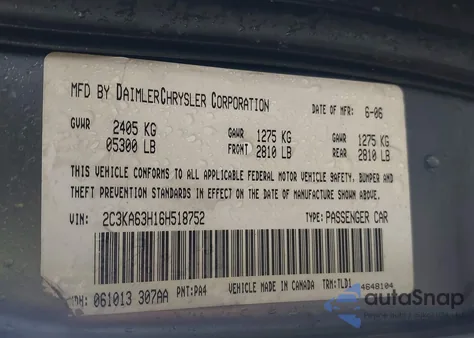 MFD BY DAIMLERCHRYSLER CORPORATION DATE OF MFR: 6-06
GVWR 2405 KG GAWR 1275 KG GAWR 1275 KG
05300 LB FRONT 2810 LB REAR 2810 LB
THIS VEHICLE CONFORMS TO ALL APPLICABLE FEDERAL MOTOR VEHICLE SAFETY, BUMPER AND
THEFT PREVENTION STANDARDS IN EFFECT ON THE DATE OF MANUFACTURE SHOWN ABOVE.
VIN: 2C3KA63H16H518752 TYPE: PASSENGER CAR
MDH: 061013 307AA PNT: PA4 VEHICLE MADE IN CANADA TRM: TLD1 4648104
autoSnap